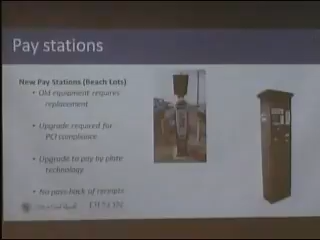 Pay stations
New Pay Stations (Beach Lots)
• Old equipment requires
replacement
• Upgrade required for
PCI compliance
• Upgrade to pay by plate
technology
• No pass-back of receipts